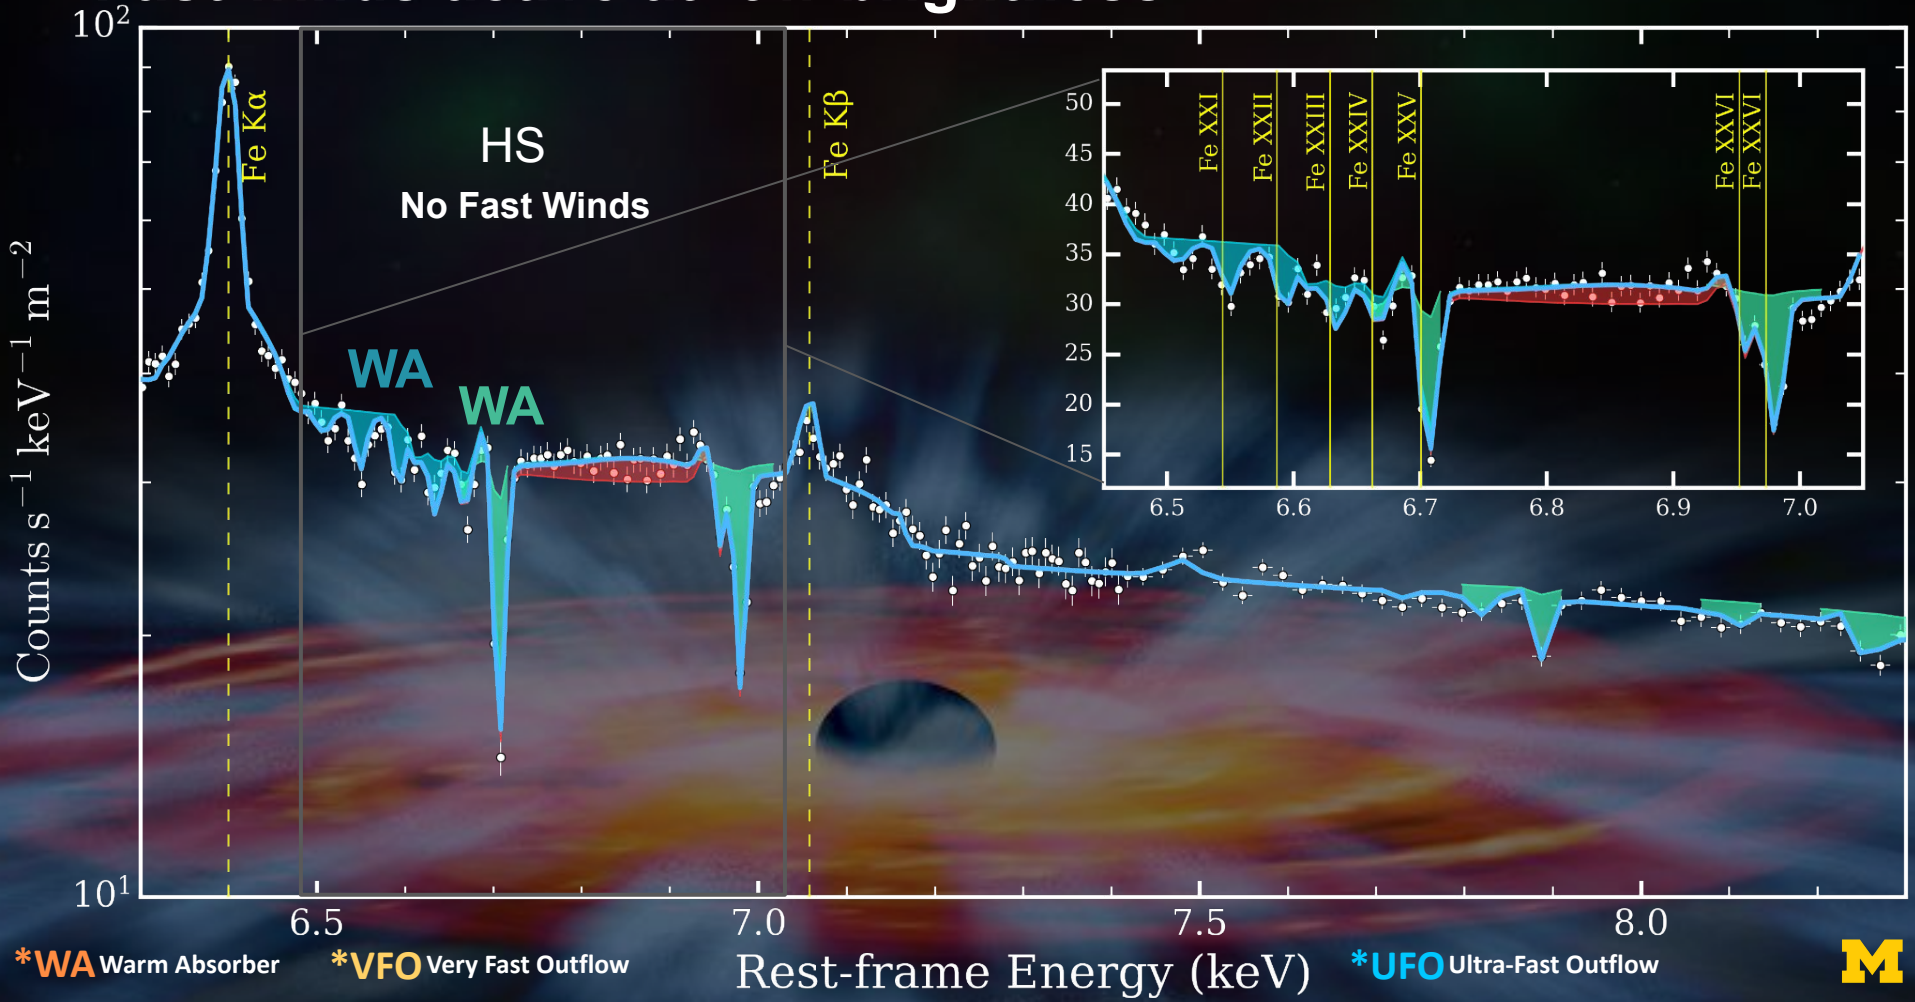 10²
Fe Kα
HS
No Fast Winds
Fe Kβ
WA
WA
50
45
40
35
30
25
20
15
Fe XXI
Fe XXII
Fe XXIII
Fe XXIV
Fe XXV
Fe XXVI
Fe XXVI
6.5 6.6 6.7 6.8 6.9 7.0
Counts s⁻¹ keV⁻¹ m⁻²
10¹
6.5 7.0 7.5 8.0
Rest-frame Energy (keV)
*WA Warm Absorber
*VFO Very Fast Outflow
*UFO Ultra-Fast Outflow
M